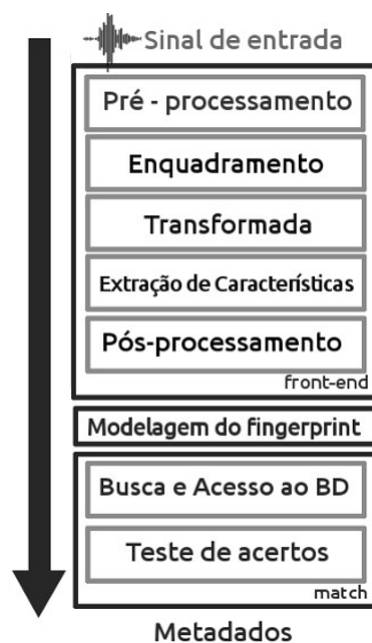 Sinal de entrada
Pré - processamento
Enquadramento
Transformada
Extração de Características
Pós-processamento
front-end
Modelagem do fingerprint
Busca e Acesso ao BD
Teste de acertos
match
Metadados